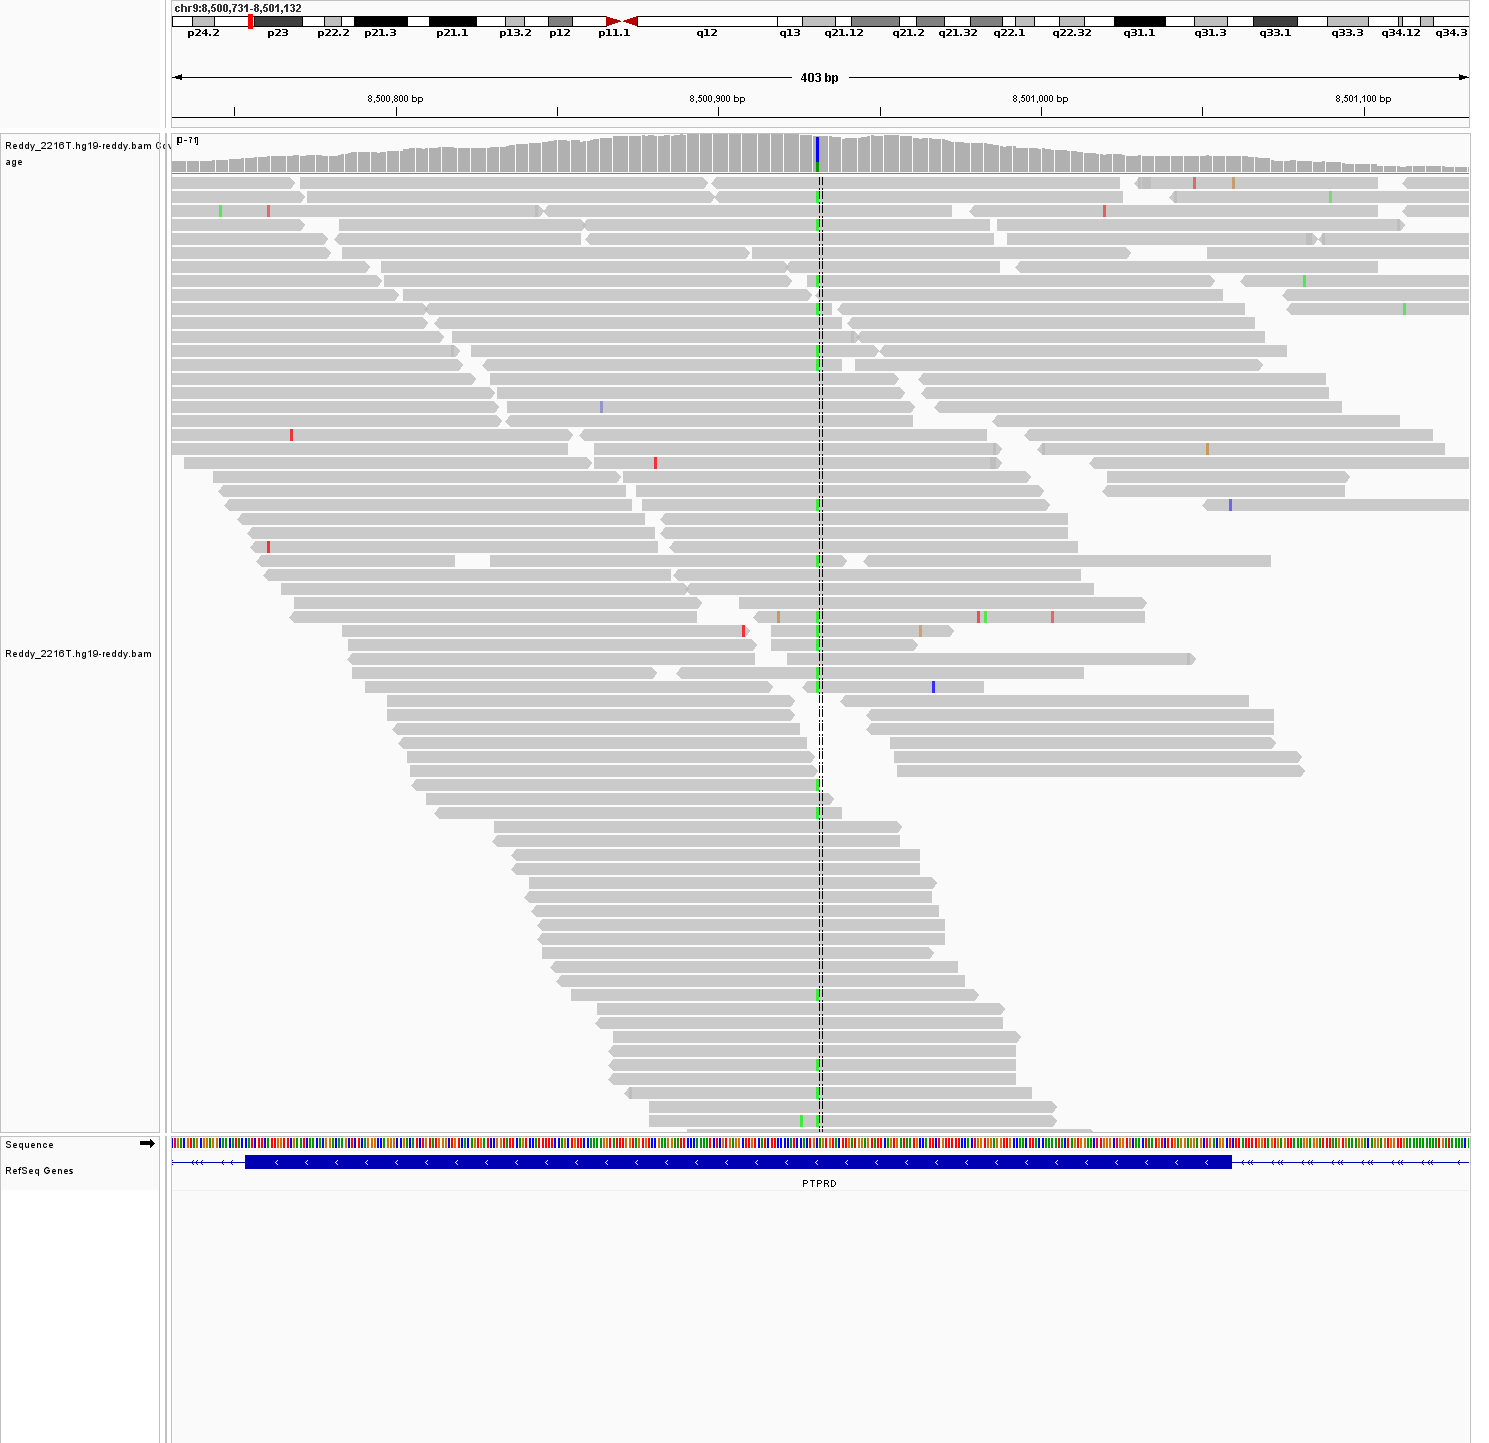 chr9:8,500,731-8,501,132
p24.2 p23 p22.2 p21.3 p21.1 p13.2 p12 p11.1 q12 q13 q21.12 q21.2 q21.32 q22.1 q22.32 q31.1 q31.3 q33.1 q33.3 q34.12 q34.3
403 bp
8,500,800 bp 8,500,900 bp 8,501,000 bp 8,501,100 bp
Reddy_2216T.hg19-reddy.bam Cov
age
[0-71]
Reddy_2216T.hg19-reddy.bam
Sequence
RefSeq Genes
PTPRD